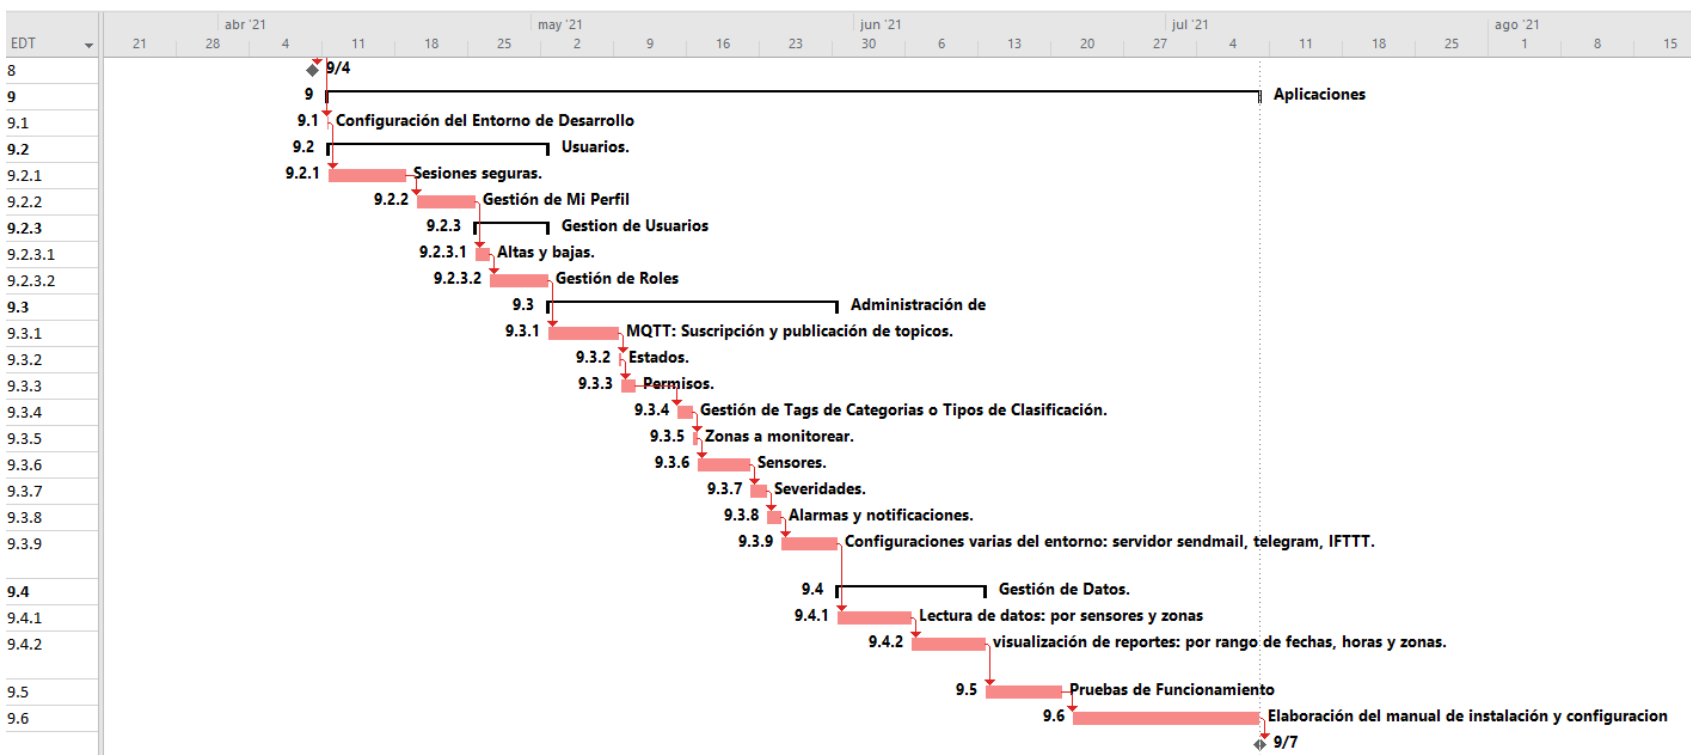 abr '21 may '21 jun '21 jul '21 ago '21
EDT 21 28 4 11 18 25 2 9 16 23 30 6 13 20 27 4 11 18 25 1 8 15
8 9/4
9 9 Aplicaciones
9.1 9.1 Configuración del Entorno de Desarrollo
9.2 9.2 Usuarios.
9.2.1 9.2.1 Sesiones seguras.
9.2.2 9.2.2 Gestión de Mi Perfil
9.2.3 9.2.3 Gestion de Usuarios
9.2.3.1 9.2.3.1 Altas y bajas.
9.2.3.2 9.2.3.2 Gestión de Roles
9.3 9.3 Administración de
9.3.1 9.3.1 MQTT: Suscripción y publicación de topicos.
9.3.2 9.3.2 Estados.
9.3.3 9.3.3 Permisos.
9.3.4 9.3.4 Gestión de Tags de Categorias o Tipos de Clasificación.
9.3.5 9.3.5 Zonas a monitorear.
9.3.6 9.3.6 Sensores.
9.3.7 9.3.7 Severidades.
9.3.8 9.3.8 Alarmas y notificaciones.
9.3.9 9.3.9 Configuraciones varias del entorno: servidor sendmail, telegram, IFTTT.
9.4 9.4 Gestión de Datos.
9.4.1 9.4.1 Lectura de datos: por sensores y zonas
9.4.2 9.4.2 visualización de reportes: por rango de fechas, horas y zonas.
9.5 9.5 Pruebas de Funcionamiento
9.6 9.6 Elaboración del manual de instalación y configuracion
9/7